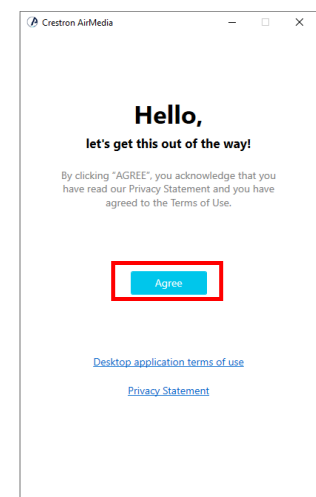 Crestron AirMedia
Hello,
let's get this out of the way!
By clicking "AGREE", you acknowledge that you
have read our Privacy Statement and you have
agreed to the Terms of Use.
Agree
Desktop application terms of use
Privacy Statement